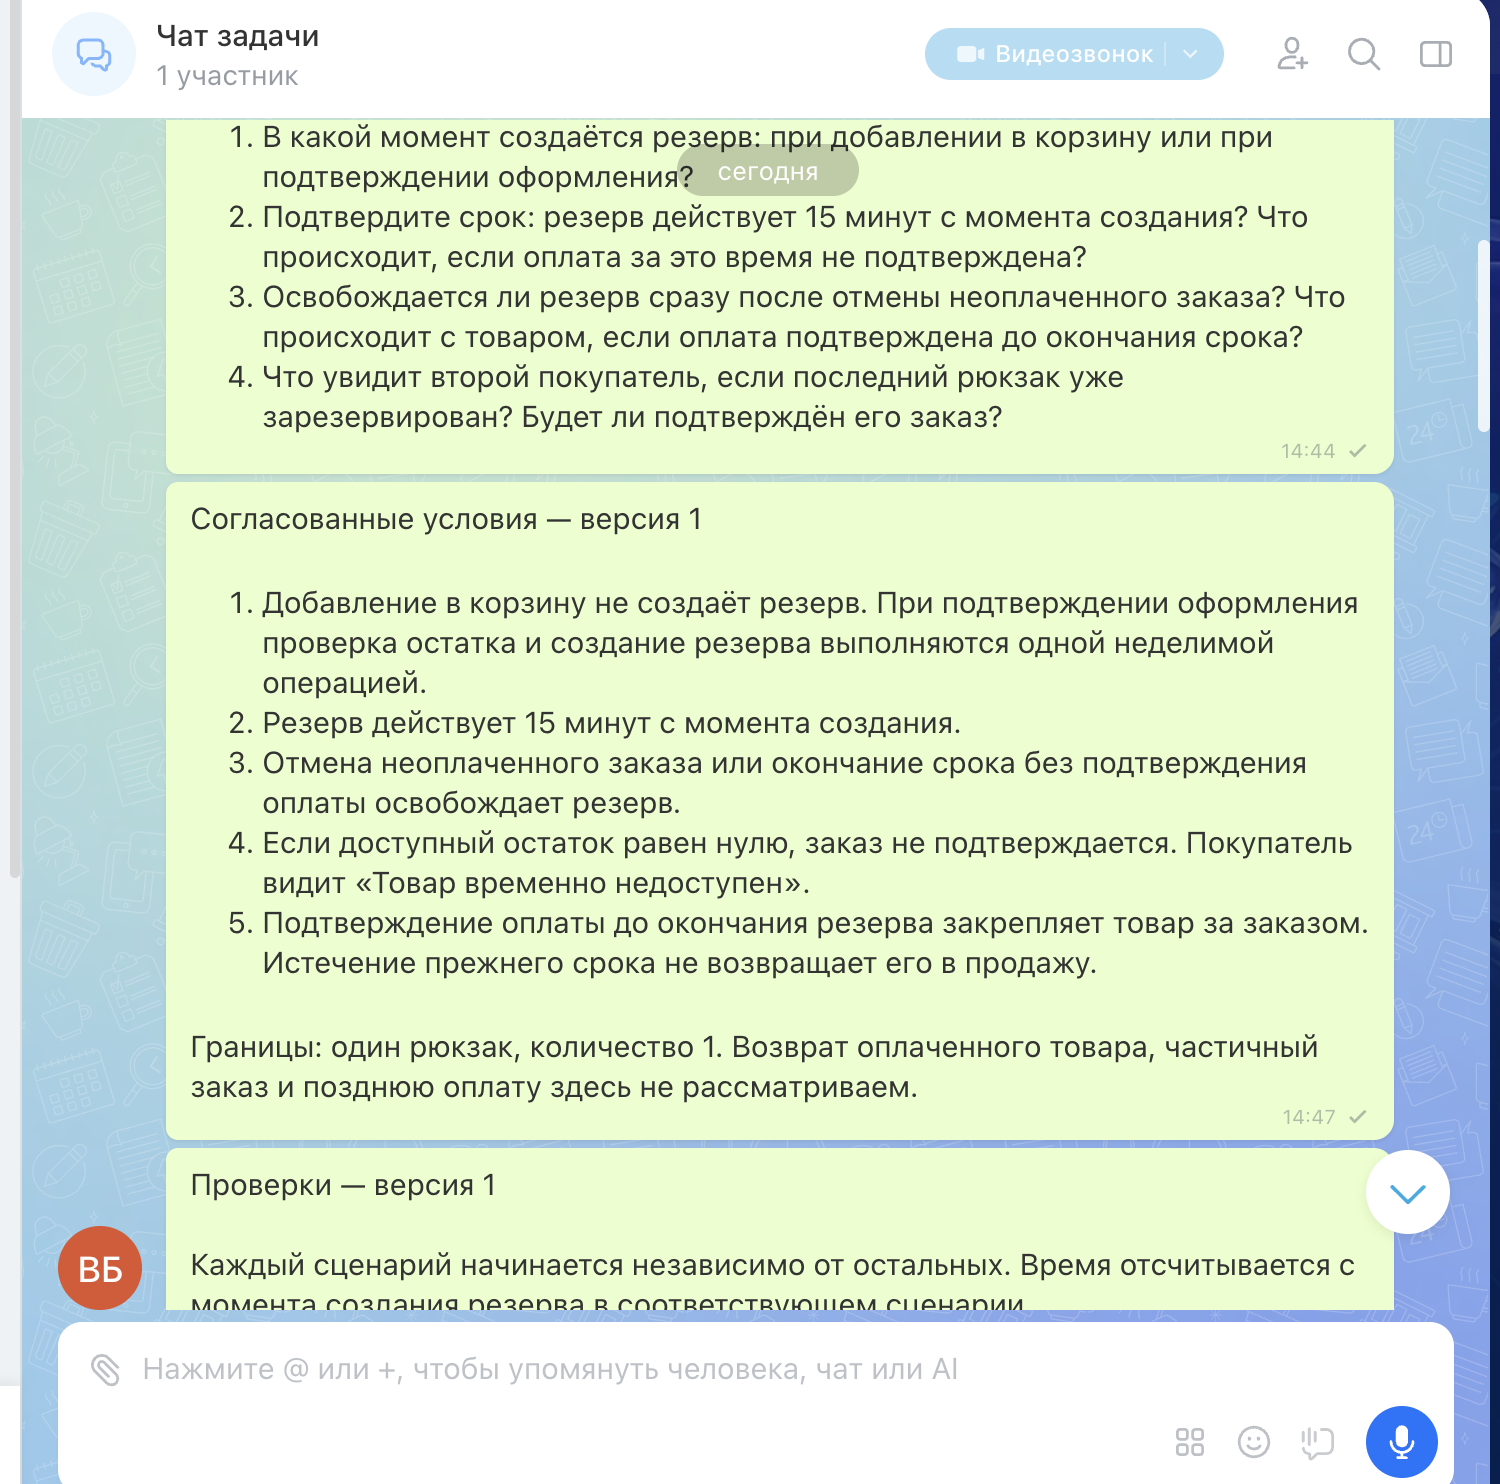 Чат задачи
1 участник
Видеозвонок
1. В какой момент создаётся резерв: при добавлении в корзину или при
подтверждении оформления?
сегодня
2. Подтвердите срок: резерв действует 15 минут с момента создания? Что
происходит, если оплата за это время не подтверждена?
3. Освобождается ли резерв сразу после отмены неоплаченного заказа? Что
происходит с товаром, если оплата подтверждена до окончания срока?
4. Что увидит второй покупатель, если последний рюкзак уже
зарезервирован? Будет ли подтверждён его заказ?
14:44
Согласованные условия — версия 1
1. Добавление в корзину не создаёт резерв. При подтверждении оформления
проверка остатка и создание резерва выполняются одной неделимой
операцией.
2. Резерв действует 15 минут с момента создания.
3. Отмена неоплаченного заказа или окончание срока без подтверждения
оплаты освобождает резерв.
4. Если доступный остаток равен нулю, заказ не подтверждается. Покупатель
видит «Товар временно недоступен».
5. Подтверждение оплаты до окончания резерва закрепляет товар за заказом.
Истечение прежнего срока не возвращает его в продажу.
Границы: один рюкзак, количество 1. Возврат оплаченного товара, частичный
заказ и позднюю оплату здесь не рассматриваем.
14:47
Проверки — версия 1
Каждый сценарий начинается независимо от остальных. Время отсчитывается с
момента создания резерва в соответствующем сценарии
ВБ
Нажмите @ или +, чтобы упомянуть человека, чат или AI